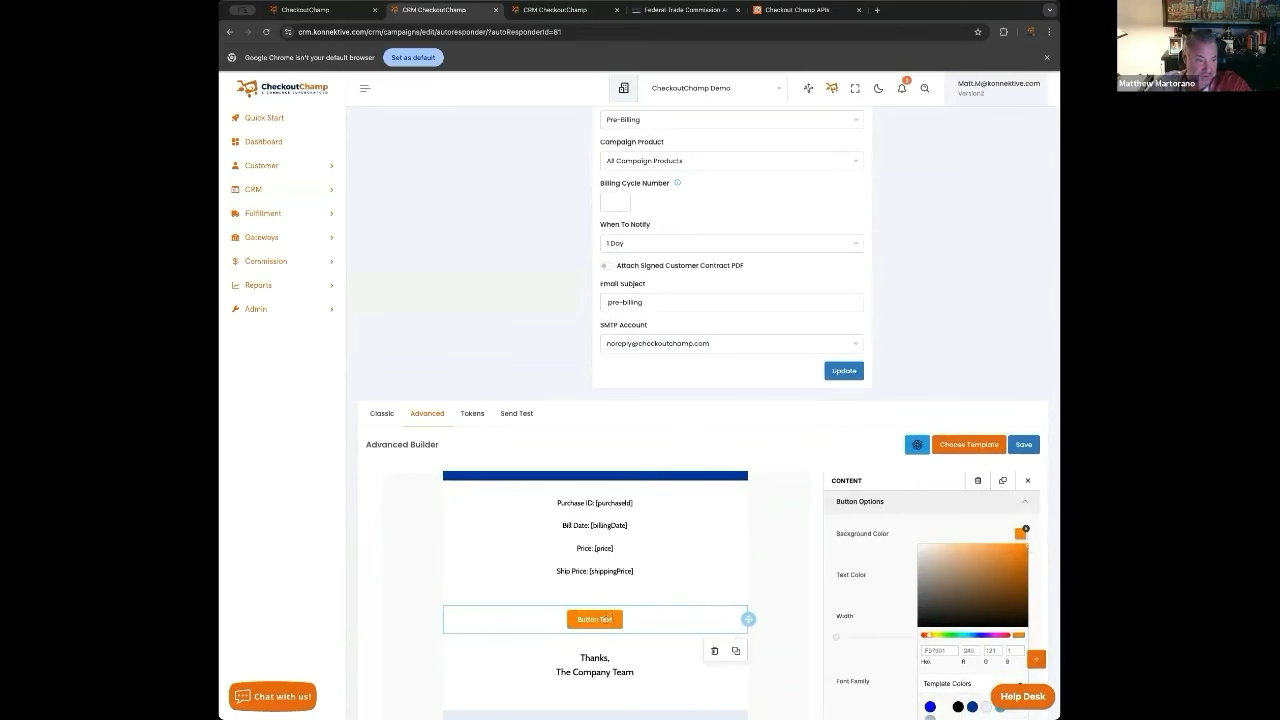 CheckoutChamp
CRM CheckoutChamp
CRM CheckoutChamp
Federal Trade Commission A
Checkout Champ APIs
crm.konnektive.com/crm/campaigns/edit/autoresponder/?autoResponderId=81
Google Chrome isn't your default browser
Set as default
Matthew Martorano
CheckoutChamp
CheckoutChamp Demo
Matt.M@konnektive.com
Version2
Quick Start
Dashboard
Customer
CRM
Fulfillment
Gateways
Commission
Reports
Admin
Pre-Billing
Campaign Product
All Campaign Products
Billing Cycle Number
When To Notify
1 Day
Attach Signed Customer Contract PDF
Email Subject
pre-billing
SMTP Account
noreply@checkoutchamp.com
Update
Classic
Advanced
Tokens
Send Test
Advanced Builder
Choose Template
Save
Purchase ID: [purchaseId]
Bill Date: [billingDate]
Price: [price]
Ship Price: [shippingPrice]
Button Text
Thanks,
The Company Team
CONTENT
Button Options
Background Color
Text Color
Width
Hex
R
G
B
Template Colors
Font Family
Chat with us!
Help Desk